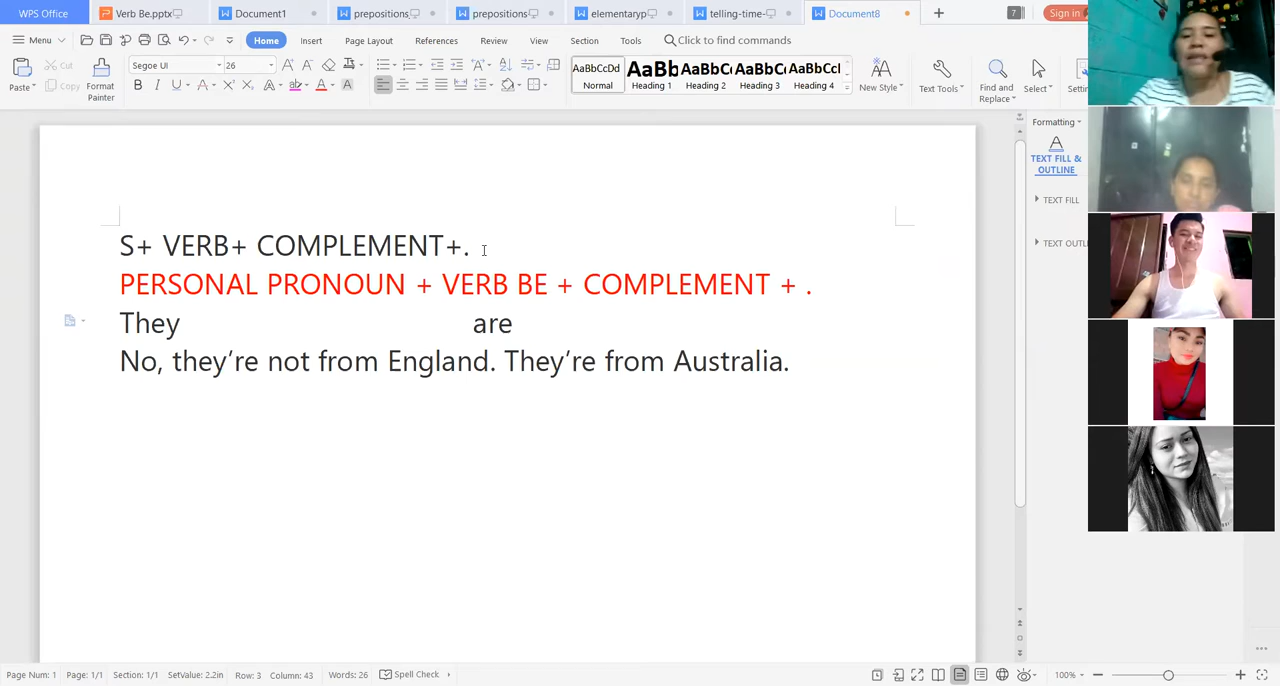 WPS Office Verb Be.pptx Document1 prepositions_ prepositions elementaryp telling-time- Document8 + 7 Sign in
Menu Home Insert Page Layout References Review View Section Tools Click to find commands
Paste Cut Copy Format Painter Segoe UI 26 B I U AaBbCcDd Normal AaBb Heading 1 AaBbC Heading 2 AaBbC Heading 3 AaBbCcl Heading 4 New Style Text Tools Find and Replace Select
Formatting
TEXT FILL &
OUTLINE
TEXT FILL
S+ VERB+ COMPLEMENT+.
PERSONAL PRONOUN + VERB BE + COMPLEMENT + .
They are
No, they’re not from England. They’re from Australia.
Page Num: 1 Page: 1/1 Section: 1/1 SetValue: 2.2in Row: 3 Column: 43 Words: 26 Spell Check 100%